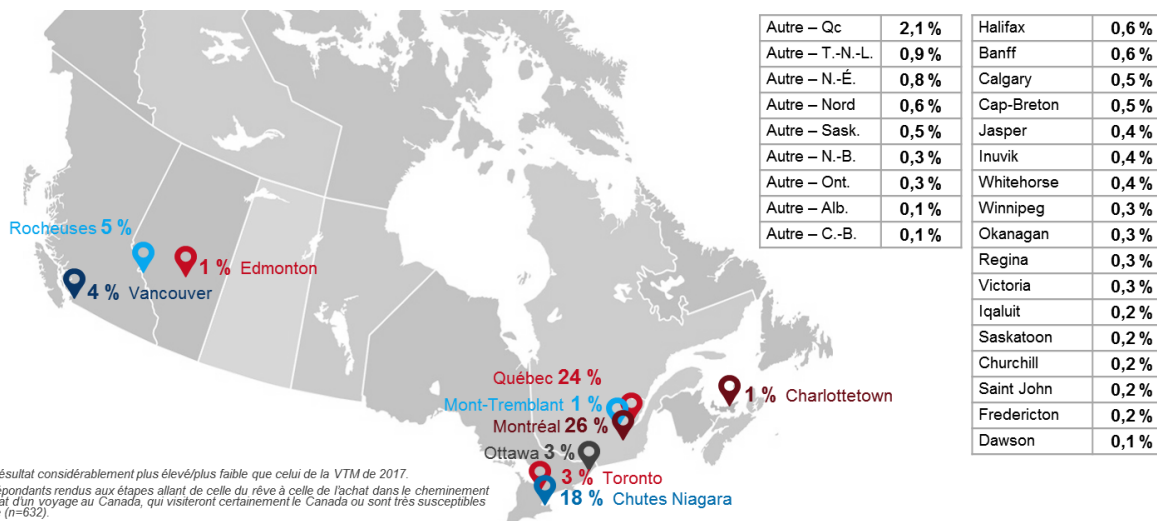 Autre – Qc 2,1 %
Autre – T.-N.-L. 0,9 %
Autre – N.-É. 0,8 %
Autre – Nord 0,6 %
Autre – Sask. 0,5 %
Autre – N.-B. 0,3 %
Autre – Ont. 0,3 %
Autre – Alb. 0,1 %
Autre – C.-B. 0,1 %
Halifax 0,6 %
Banff 0,6 %
Calgary 0,5 %
Cap-Breton 0,5 %
Jasper 0,4 %
Inuvik 0,4 %
Whitehorse 0,4 %
Winnipeg 0,3 %
Okanagan 0,3 %
Regina 0,3 %
Victoria 0,3 %
Iqaluit 0,2 %
Saskatoon 0,2 %
Churchill 0,2 %
Saint John 0,2 %
Fredericton 0,2 %
Dawson 0,1 %
Rocheuses 5 %
1 % Edmonton
4 % Vancouver
Québec 24 %
Mont-Tremblant 1 %
1 % Charlottetown
Montréal 26 %
Ottawa 3 %
3 % Toronto
18 % Chutes Niagara
ésultat considérablement plus élevé/plus faible que celui de la VTM de 2017.
épondants rendus aux étapes allant de celle du rêve à celle de l'achat dans le cheminement
at d'un voyage au Canada, qui visiteront certainement le Canada ou sont très susceptibles
(n=632).